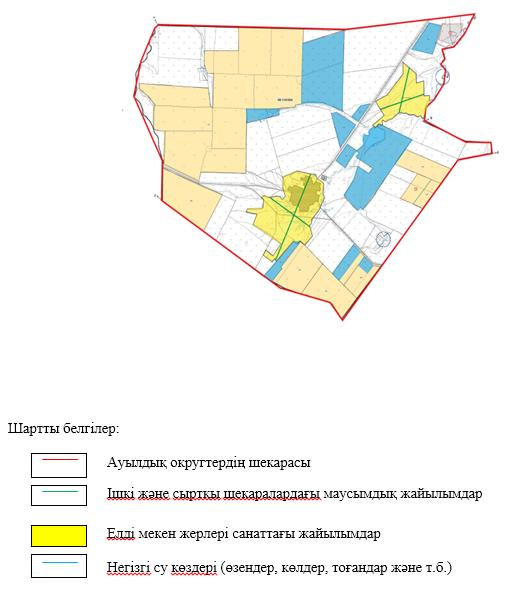 Шартты белгілер:
Ауылдық округтердің шекарасы
Ішкі және сыртқы шекаралардағы маусымдық жайылымдар
Елді мекен жерлері санаттағы жайылымдар
Негізгі су көздері (өзендер, көлдер, тоғандар және т.б.)